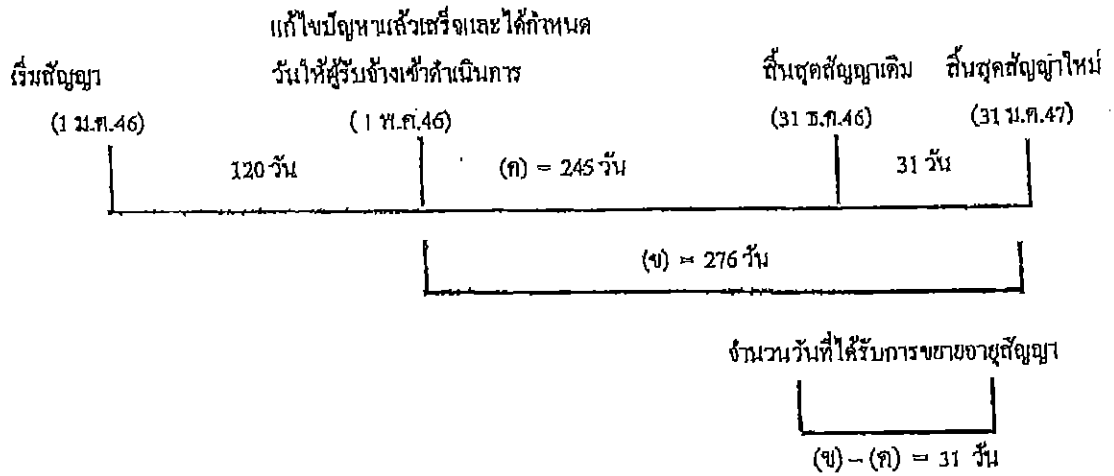 แก้ไขปัญหาแล้วเสร็จและได้กำหนด
วันให้ผู้รับจ้างเข้าดำเนินการ
เริ่มสัญญา
สิ้นสุดสัญญาเดิม
สิ้นสุดสัญญาใหม่
(1 ม.ค.46)
(1 พ.ค.46)
(31 ธ.ค.46)
(31 ม.ค.47)
120 วัน
(ค) = 245 วัน
31 วัน
(ข) = 276 วัน
จำนวนวันที่ได้รับการขยายอายุสัญญา
(ข) – (ค) = 31 วัน